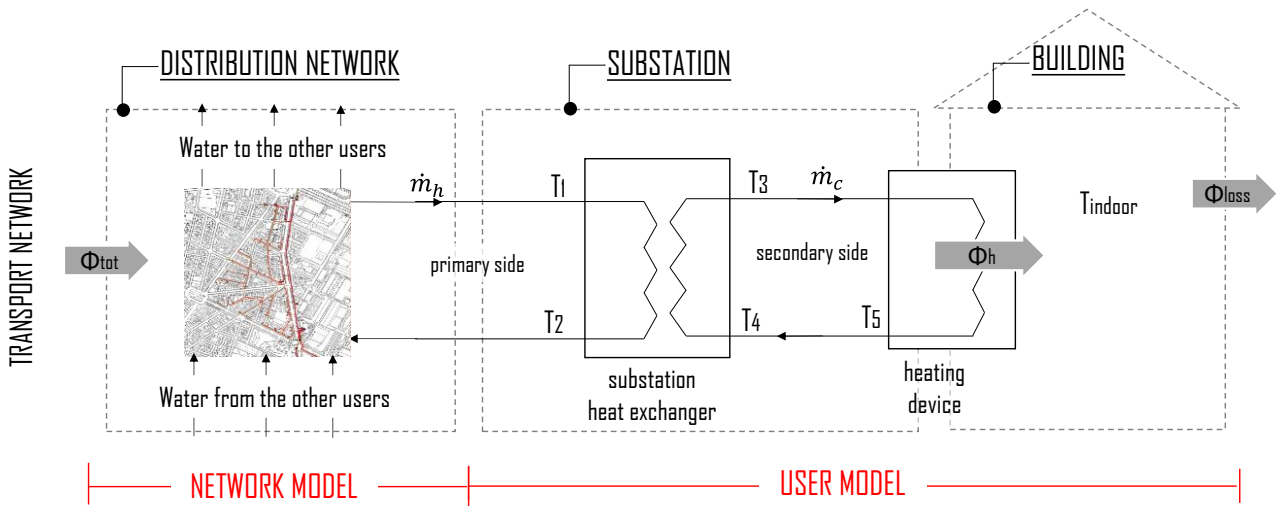 DISTRIBUTION NETWORK
SUBSTATION
BUILDING
TRANSPORT NETWORK
Water to the other users
ṁh
T1
T3
ṁc
Tindoor
Φloss
Φtot
primary side
secondary side
Φh
T2
T4
T5
Water from the other users
substation
heat exchanger
heating
device
NETWORK MODEL
USER MODEL